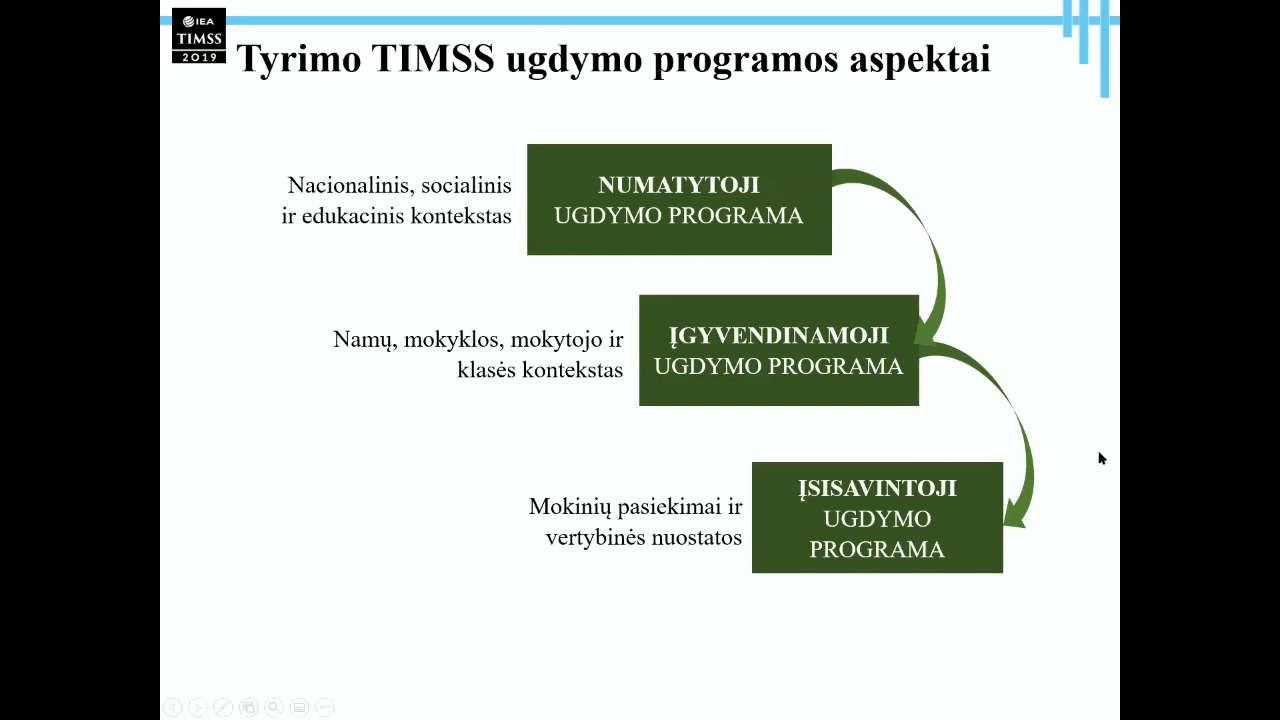 IEA
TIMSS
2019
Tyrimo TIMSS ugdymo programos aspektai
Nacionalinis, socialinis
ir edukacinis kontekstas
NUMATYTOJI
UGDYMO PROGRAMA
Namų, mokyklos, mokytojo ir
klasės kontekstas
ĮGYVENDINAMOJI
UGDYMO PROGRAMA
Mokinių pasiekimai ir
vertybinės nuostatos
ĮSISAVINTOJI
UGDYMO
PROGRAMA